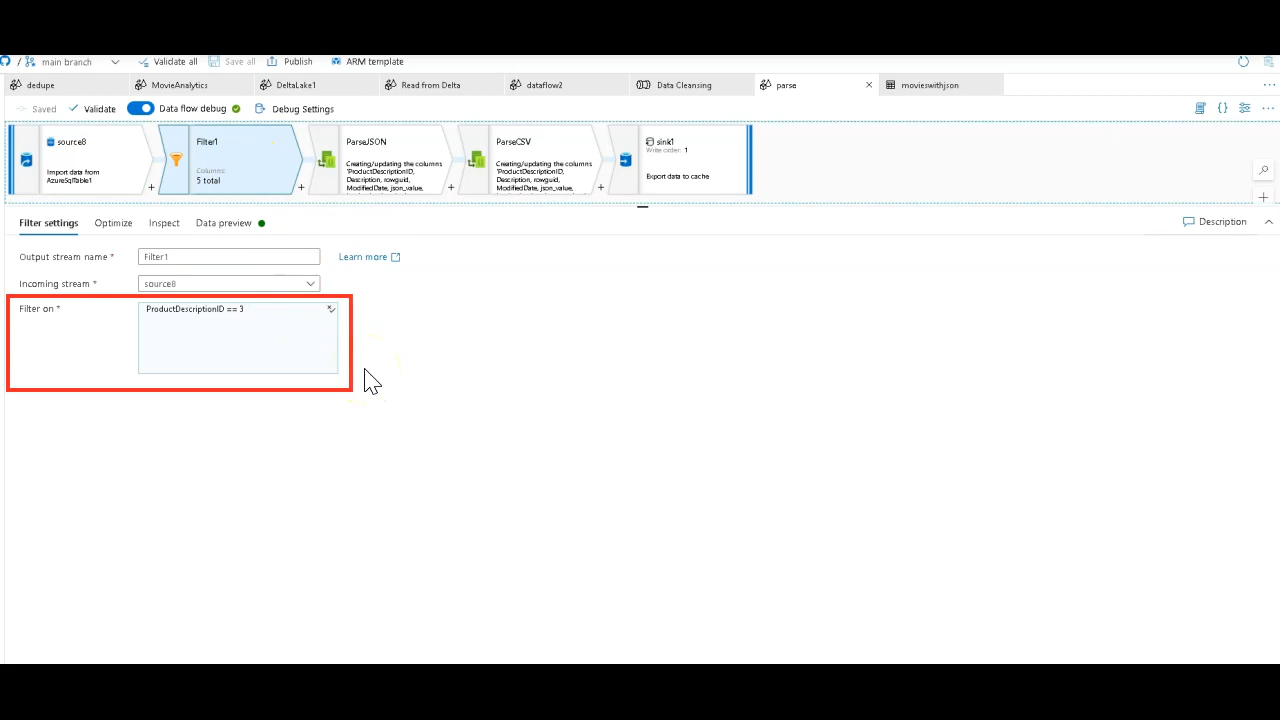 / main branch Validate all Save all Publish ARM template
dedupe MovieAnalytics DeltaLake1 Read from Delta dataflow2 Data Cleansing parse movieswithjson
Saved Validate Data flow debug Debug Settings
source8
Import data from
AzureSqlTable1
+
Filter1
Columns:
5 total
+
ParseJSON
Creating/updating the columns
'ProductDescriptionID,
Description, rowguid,
ModifiedDate, json_value,
+
ParseCSV
Creating/updating the columns
'ProductDescriptionID,
Description, rowguid,
ModifiedDate, json_value,
+
sink1
Write order: 1
Export data to cache
Filter settings Optimize Inspect Data preview Description
Output stream name * Filter1 Learn more
Incoming stream * source8
Filter on * ProductDescriptionID == 3